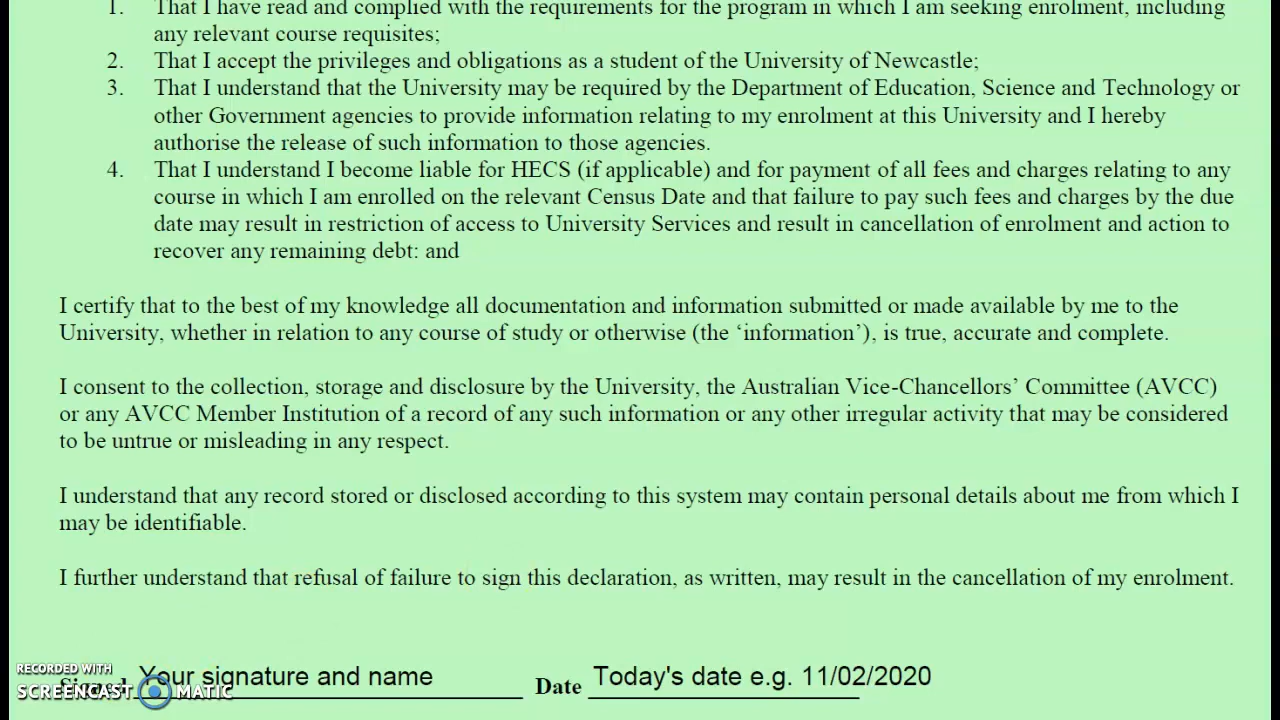 1. That I have read and complied with the requirements for the program in which I am seeking enrolment, including
any relevant course requisites;
2. That I accept the privileges and obligations as a student of the University of Newcastle;
3. That I understand that the University may be required by the Department of Education, Science and Technology or
other Government agencies to provide information relating to my enrolment at this University and I hereby
authorise the release of such information to those agencies.
4. That I understand I become liable for HECS (if applicable) and for payment of all fees and charges relating to any
course in which I am enrolled on the relevant Census Date and that failure to pay such fees and charges by the due
date may result in restriction of access to University Services and result in cancellation of enrolment and action to
recover any remaining debt: and
I certify that to the best of my knowledge all documentation and information submitted or made available by me to the
University, whether in relation to any course of study or otherwise (the ‘information’), is true, accurate and complete.
I consent to the collection, storage and disclosure by the University, the Australian Vice-Chancellors’ Committee (AVCC)
or any AVCC Member Institution of a record of any such information or any other irregular activity that may be considered
to be untrue or misleading in any respect.
I understand that any record stored or disclosed according to this system may contain personal details about me from which I
may be identifiable.
I further understand that refusal of failure to sign this declaration, as written, may result in the cancellation of my enrolment.
RECORDED WITH
SCREENCAST MATIC
Signed Your signature and name Date Today's date e.g. 11/02/2020